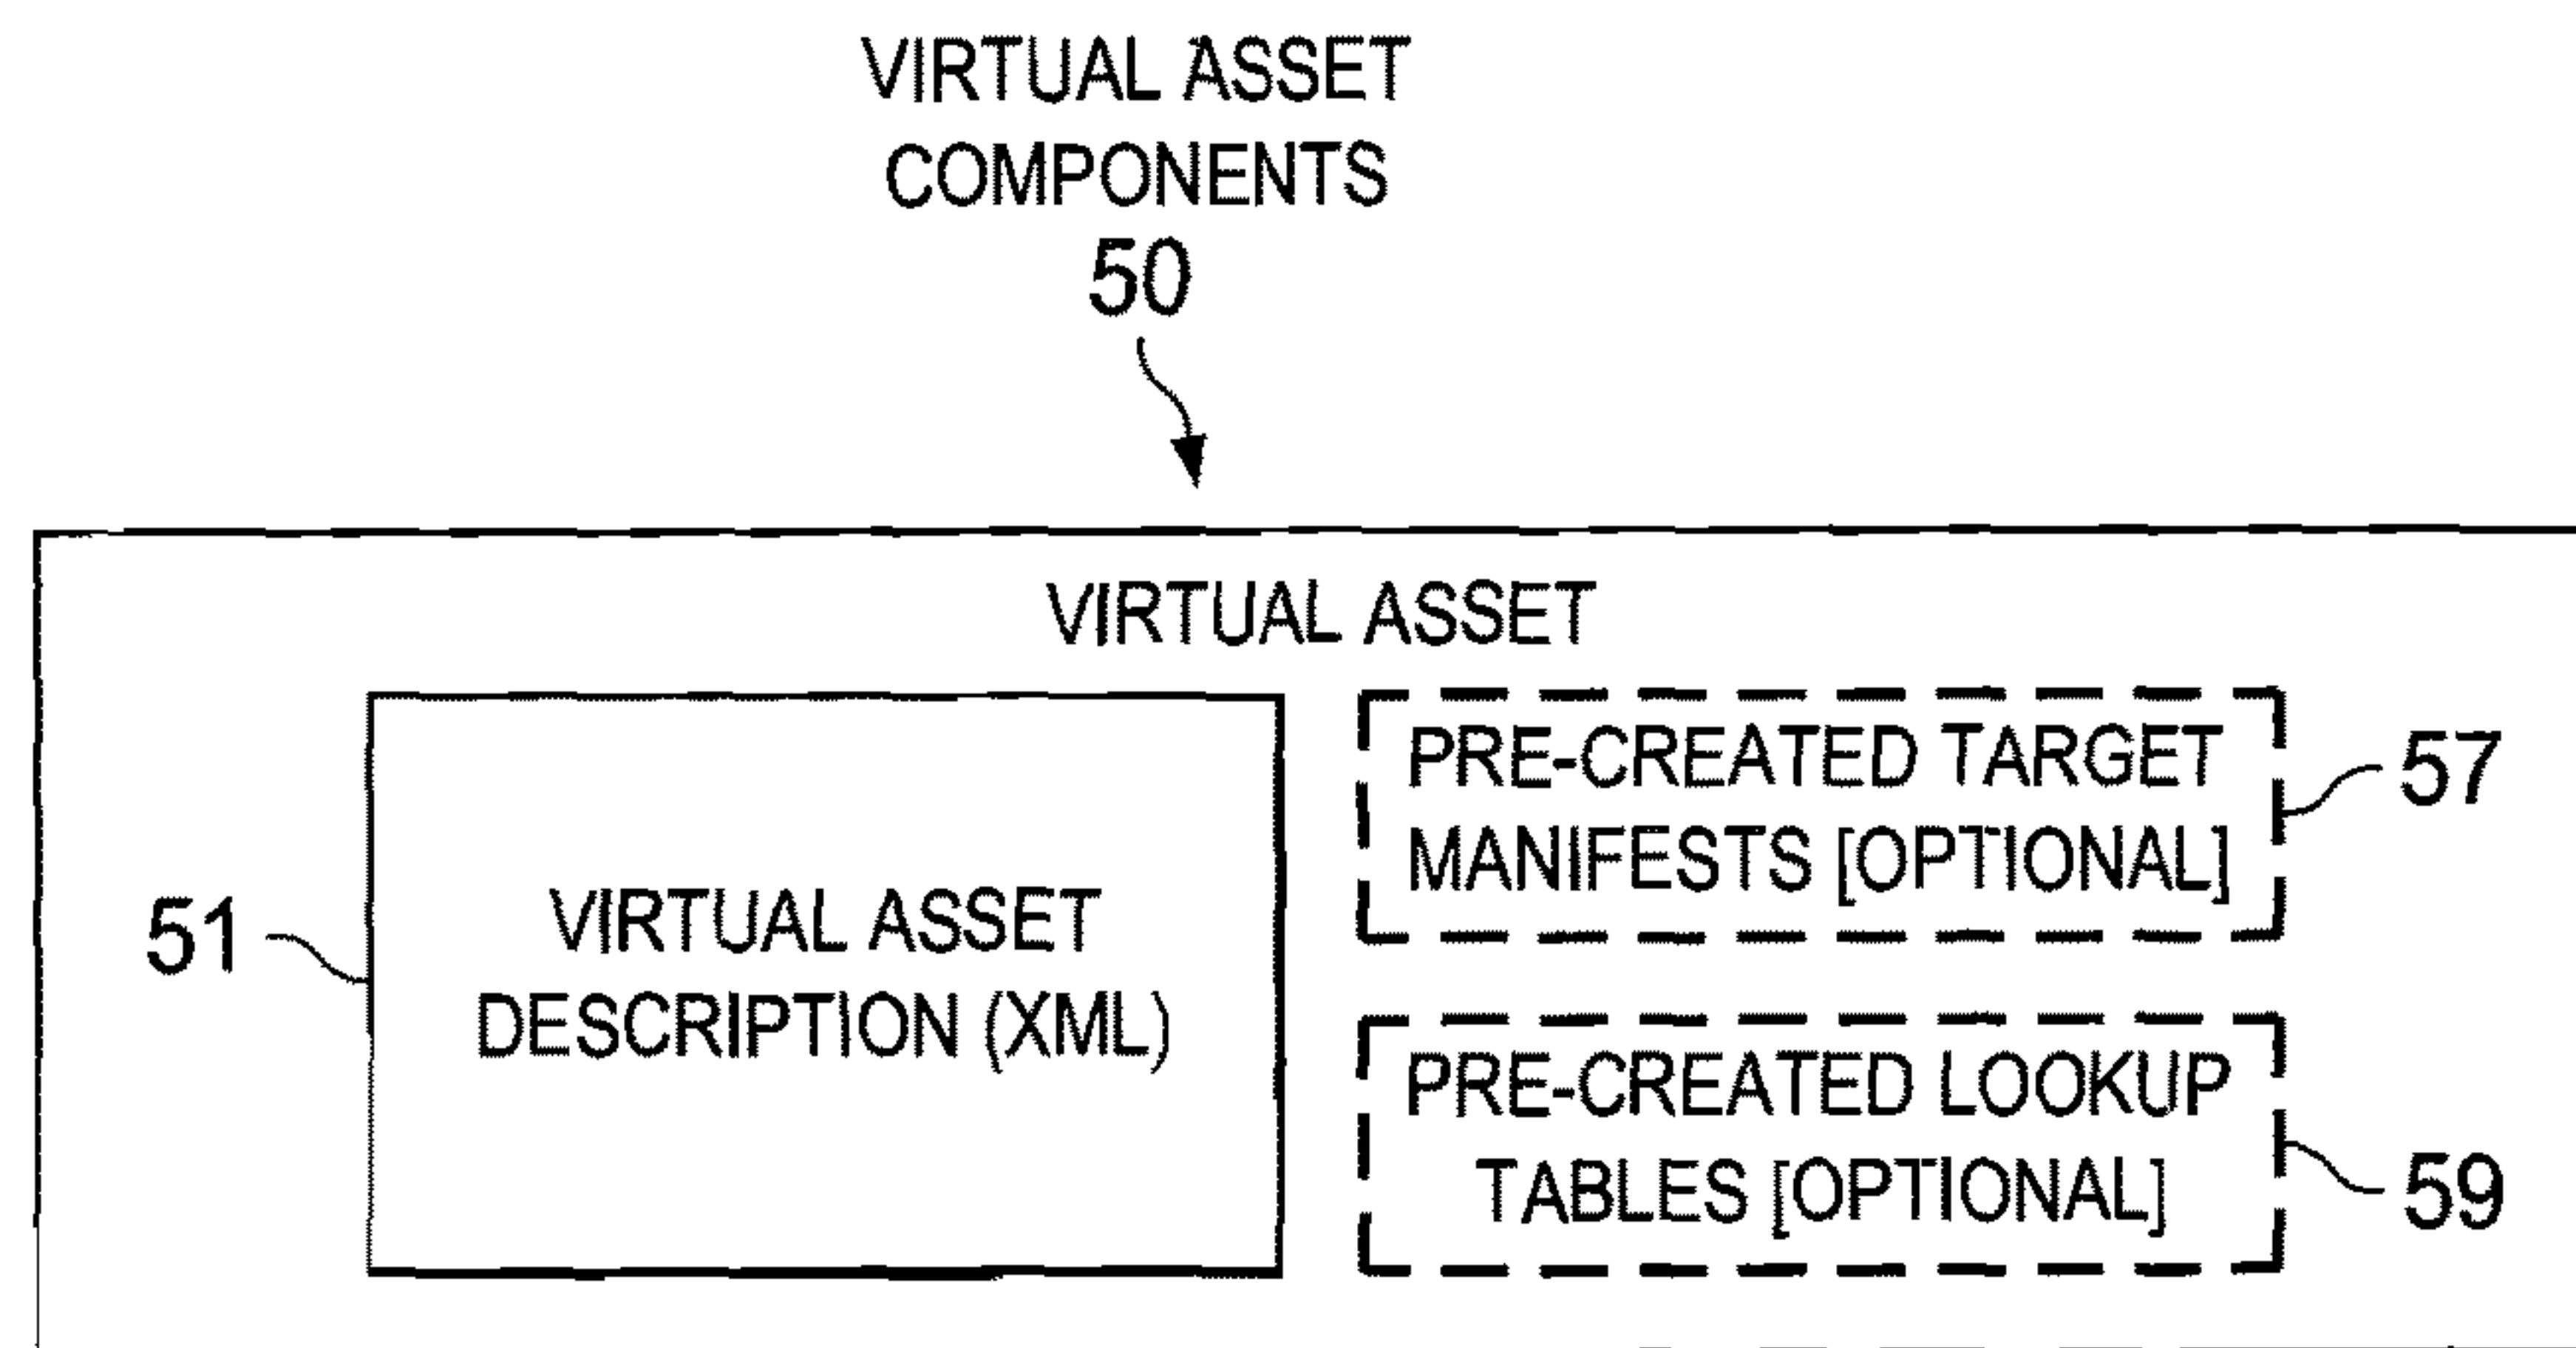 VIRTUAL ASSET
COMPONENTS
50
VIRTUAL ASSET
51
VIRTUAL ASSET
DESCRIPTION (XML)
PRE-CREATED TARGET
MANIFESTS [OPTIONAL]
57
PRE-CREATED LOOKUP
TABLES [OPTIONAL]
59